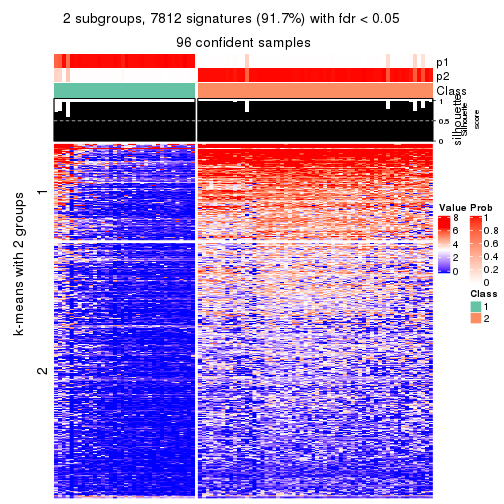 2 subgroups, 7812 signatures (91.7%) with fdr < 0.05
96 confident samples
p1
p2
Class
1
0.5
0
silhouette
Silhouette
score
k-means with 2 groups
1
2
Value
8
6
4
2
0
Prob
1
0.8
0.6
0.4
0.2
0
Class
1
2